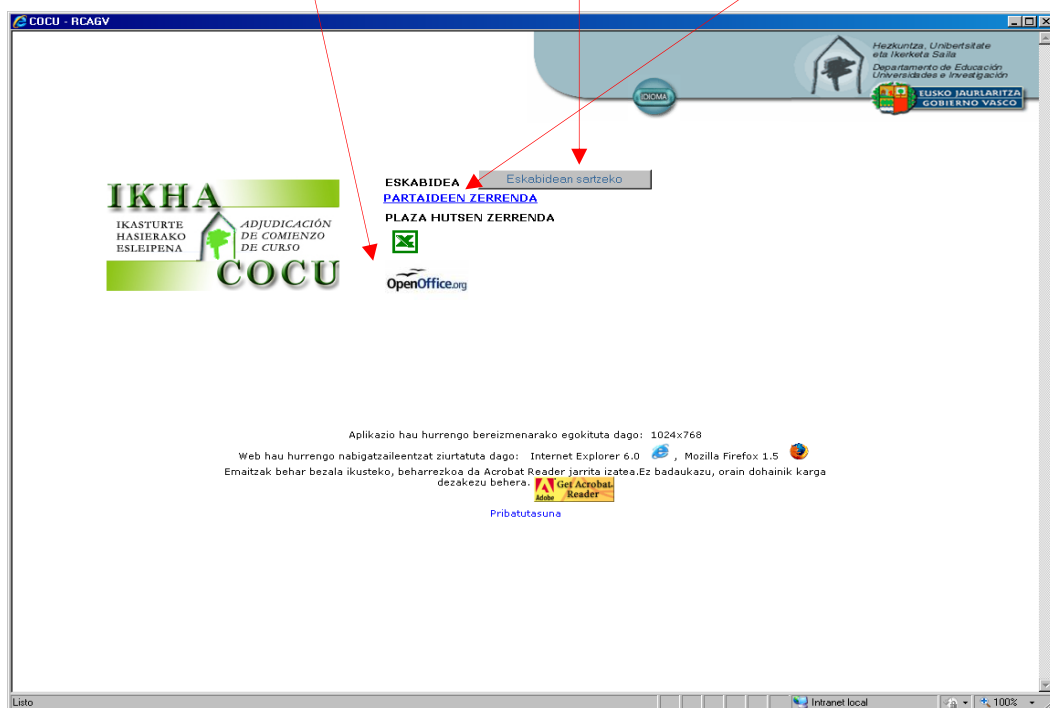 COCU - RCAGV
Hezkuntza, Unibertsitate
eta Ikerketa Saila
Departamento de Educación
Universidades e Investigación
IDIOMA
EUSKO JAURLARITZA
GOBIERNO VASCO
ESKABIDEA Eskabidean sartzeko
PARTAIDEEN ZERRENDA
PLAZA HUTSEN ZERRENDA
OpenOffice.org
IKHA
IKASTURTE
HASIERAKO
ESLEIPENA
ADJUDICACIÓN
DE COMIENZO
DE CURSO
COCU
Aplikazio hau hurrengo bereizmenarako egokituta dago: 1024x768
Web hau hurrengo nabigatzaileentzat ziurtatuta dago: Internet Explorer 6.0 , Mozilla Firefox 1.5
Emaitzak behar bezala ikusteko, beharrezkoa da Acrobat Reader jarrita izatea.Ez badaukazu, orain dohainik karga
dezakezu behera.
Get Acrobat
Reader
Adobe
Pribatutasuna
Listo
Intranet local
100%